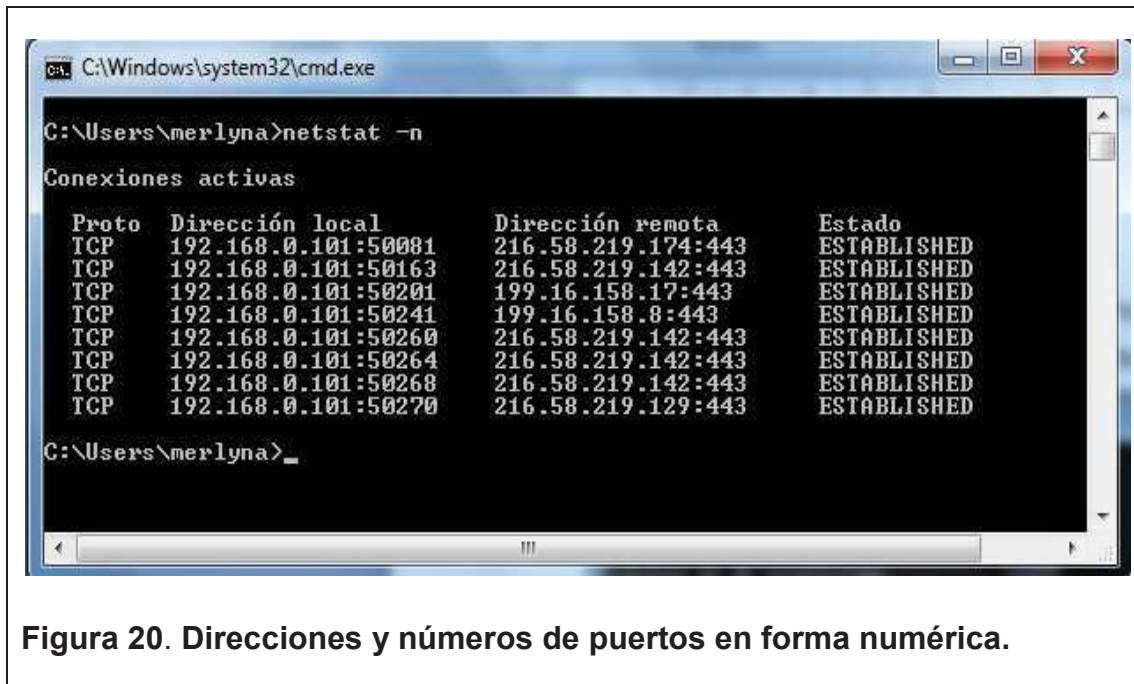 C:\Windows\system32\cmd.exe
C:\Users\merlyna>netstat -n
Conexiones activas
Proto Dirección local Dirección remota Estado
TCP 192.168.0.101:50081 216.58.219.174:443 ESTABLISHED
TCP 192.168.0.101:50163 216.58.219.142:443 ESTABLISHED
TCP 192.168.0.101:50201 199.16.158.17:443 ESTABLISHED
TCP 192.168.0.101:50241 199.16.158.8:443 ESTABLISHED
TCP 192.168.0.101:50260 216.58.219.142:443 ESTABLISHED
TCP 192.168.0.101:50264 216.58.219.142:443 ESTABLISHED
TCP 192.168.0.101:50268 216.58.219.142:443 ESTABLISHED
TCP 192.168.0.101:50270 216.58.219.129:443 ESTABLISHED
C:\Users\merlyna>_
Figura 20. Direcciones y números de puertos en forma numérica.